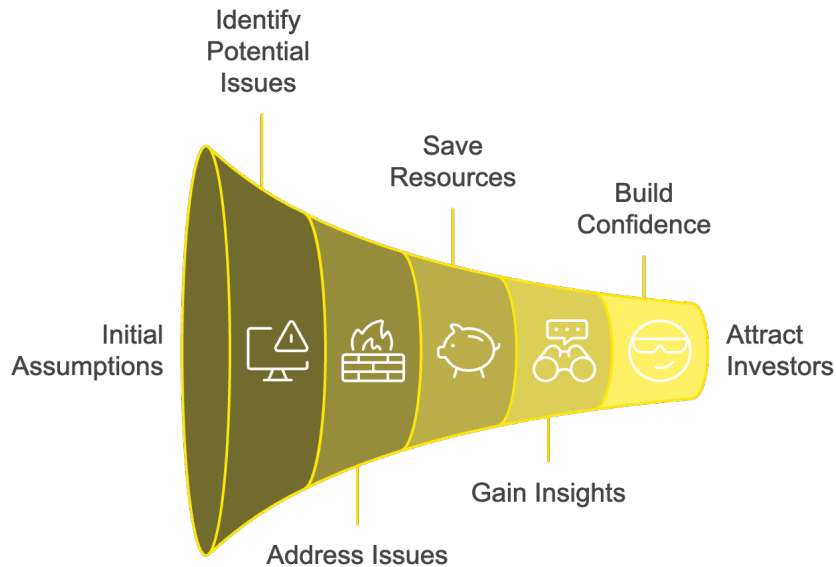 Identify
Potential
Issues
Save
Resources
Build
Confidence
Initial
Assumptions
Attract
Investors
Gain Insights
Address Issues